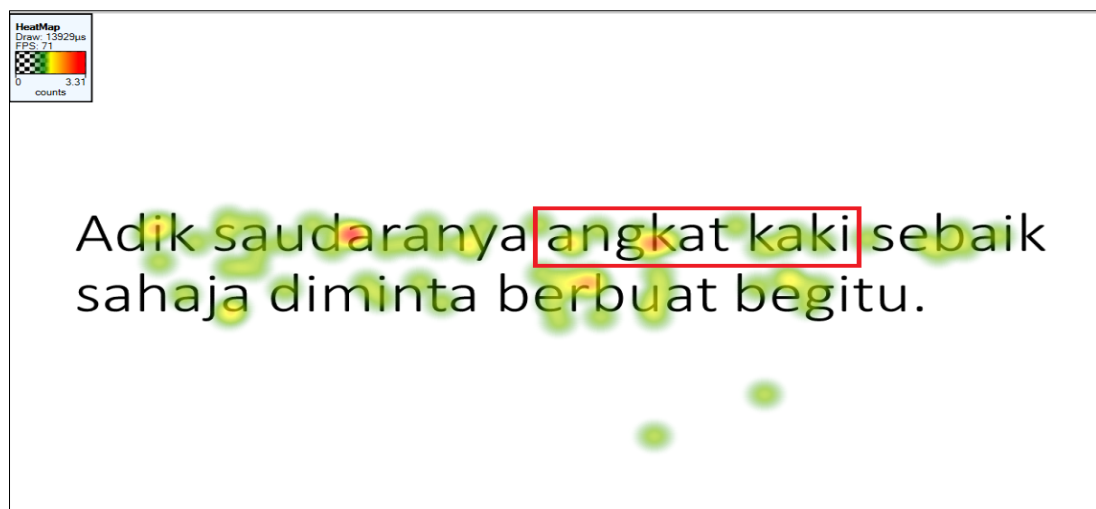 HeatMap
Draw: 13929µs
FPS: 71
0 3.31
counts
Adik saudaranya angkat kaki sebaik
sahaja diminta berbuat begitu.